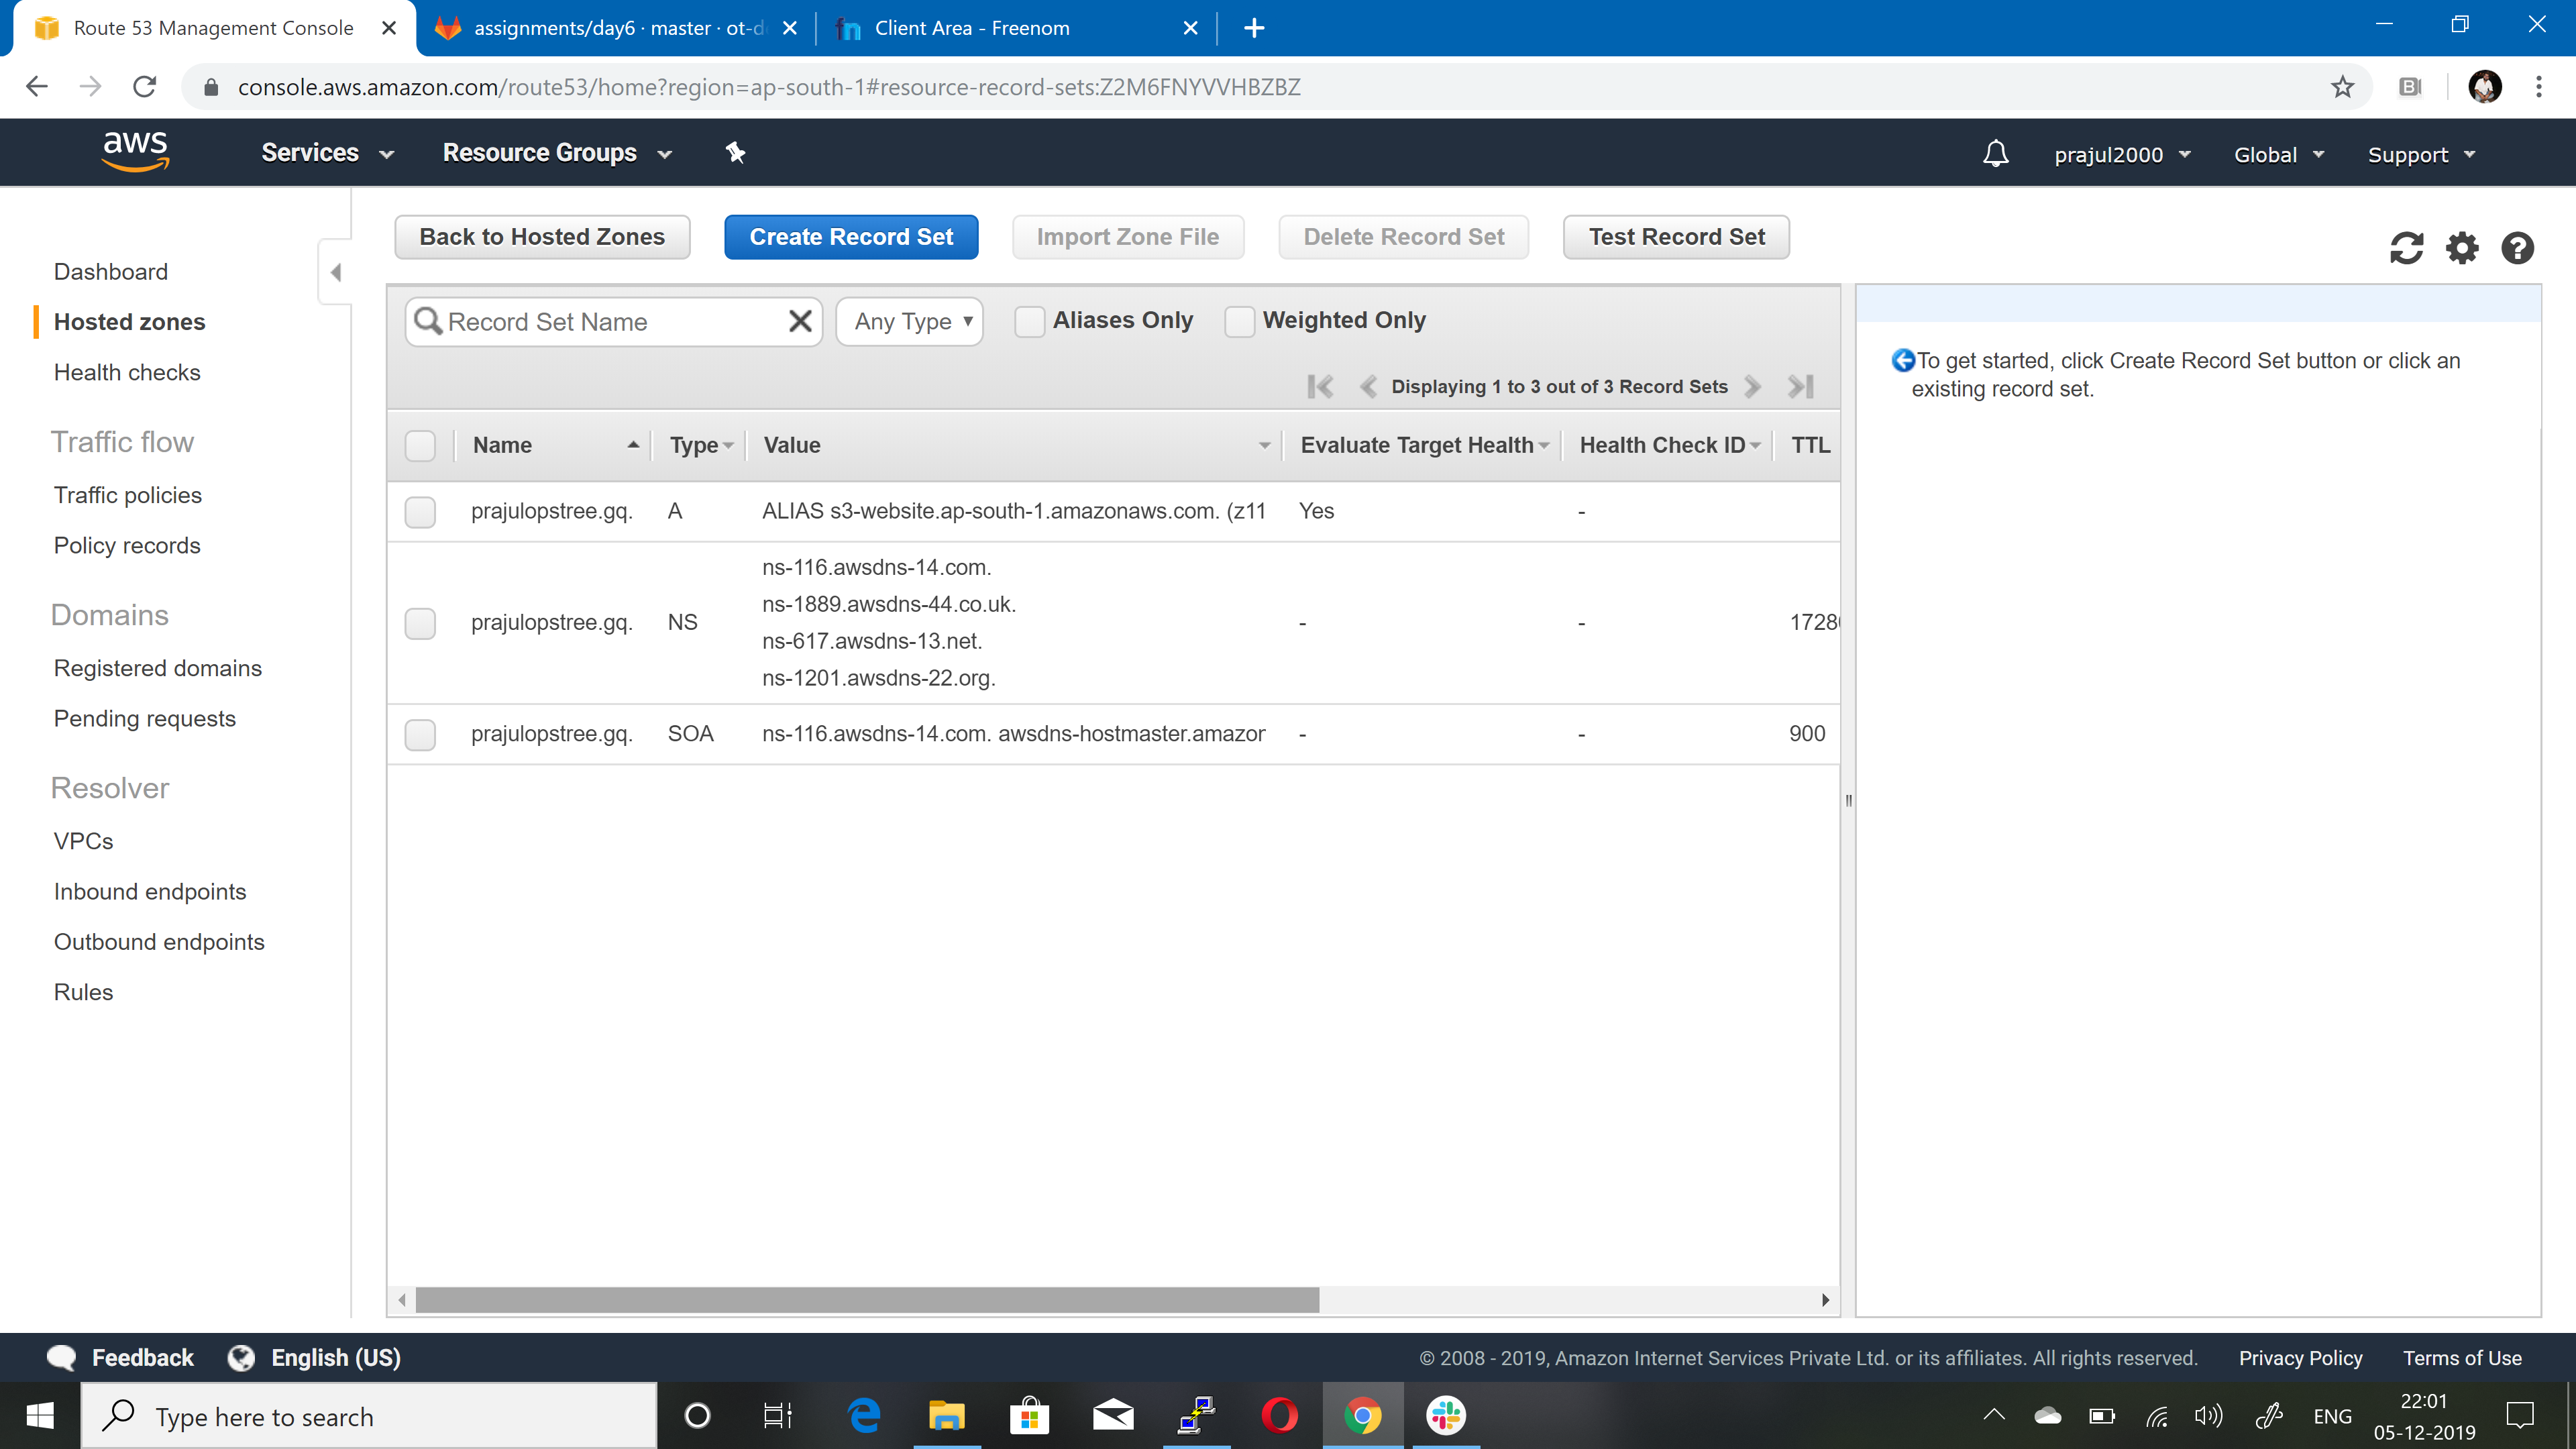 Route 53 Management Console
assignments/day6 · master · ot-d
Client Area - Freenom
console.aws.amazon.com/route53/home?region=ap-south-1#resource-record-sets:Z2M6FNYVVHBZBZ
aws
Services
Resource Groups
prajul2000
Global
Support
Dashboard
Hosted zones
Health checks
Traffic flow
Traffic policies
Policy records
Domains
Registered domains
Pending requests
Resolver
VPCs
Inbound endpoints
Outbound endpoints
Rules
Back to Hosted Zones
Create Record Set
Import Zone File
Delete Record Set
Test Record Set
Record Set Name
Any Type
Aliases Only
Weighted Only
Displaying 1 to 3 out of 3 Record Sets
Name Type Value Evaluate Target Health Health Check ID TTL
prajulopstree.gq. A ALIAS s3-website.ap-south-1.amazonaws.com. (z11 Yes -
prajulopstree.gq. NS
ns-116.awsdns-14.com.
ns-1889.awsdns-44.co.uk.
ns-617.awsdns-13.net.
ns-1201.awsdns-22.org.
- - 1728
prajulopstree.gq. SOA ns-116.awsdns-14.com. awsdns-hostmaster.amazor - - 900
To get started, click Create Record Set button or click an
existing record set.
Feedback
English (US)
© 2008 - 2019, Amazon Internet Services Private Ltd. or its affiliates. All rights reserved.
Privacy Policy
Terms of Use
Type here to search
ENG
22:01
05-12-2019